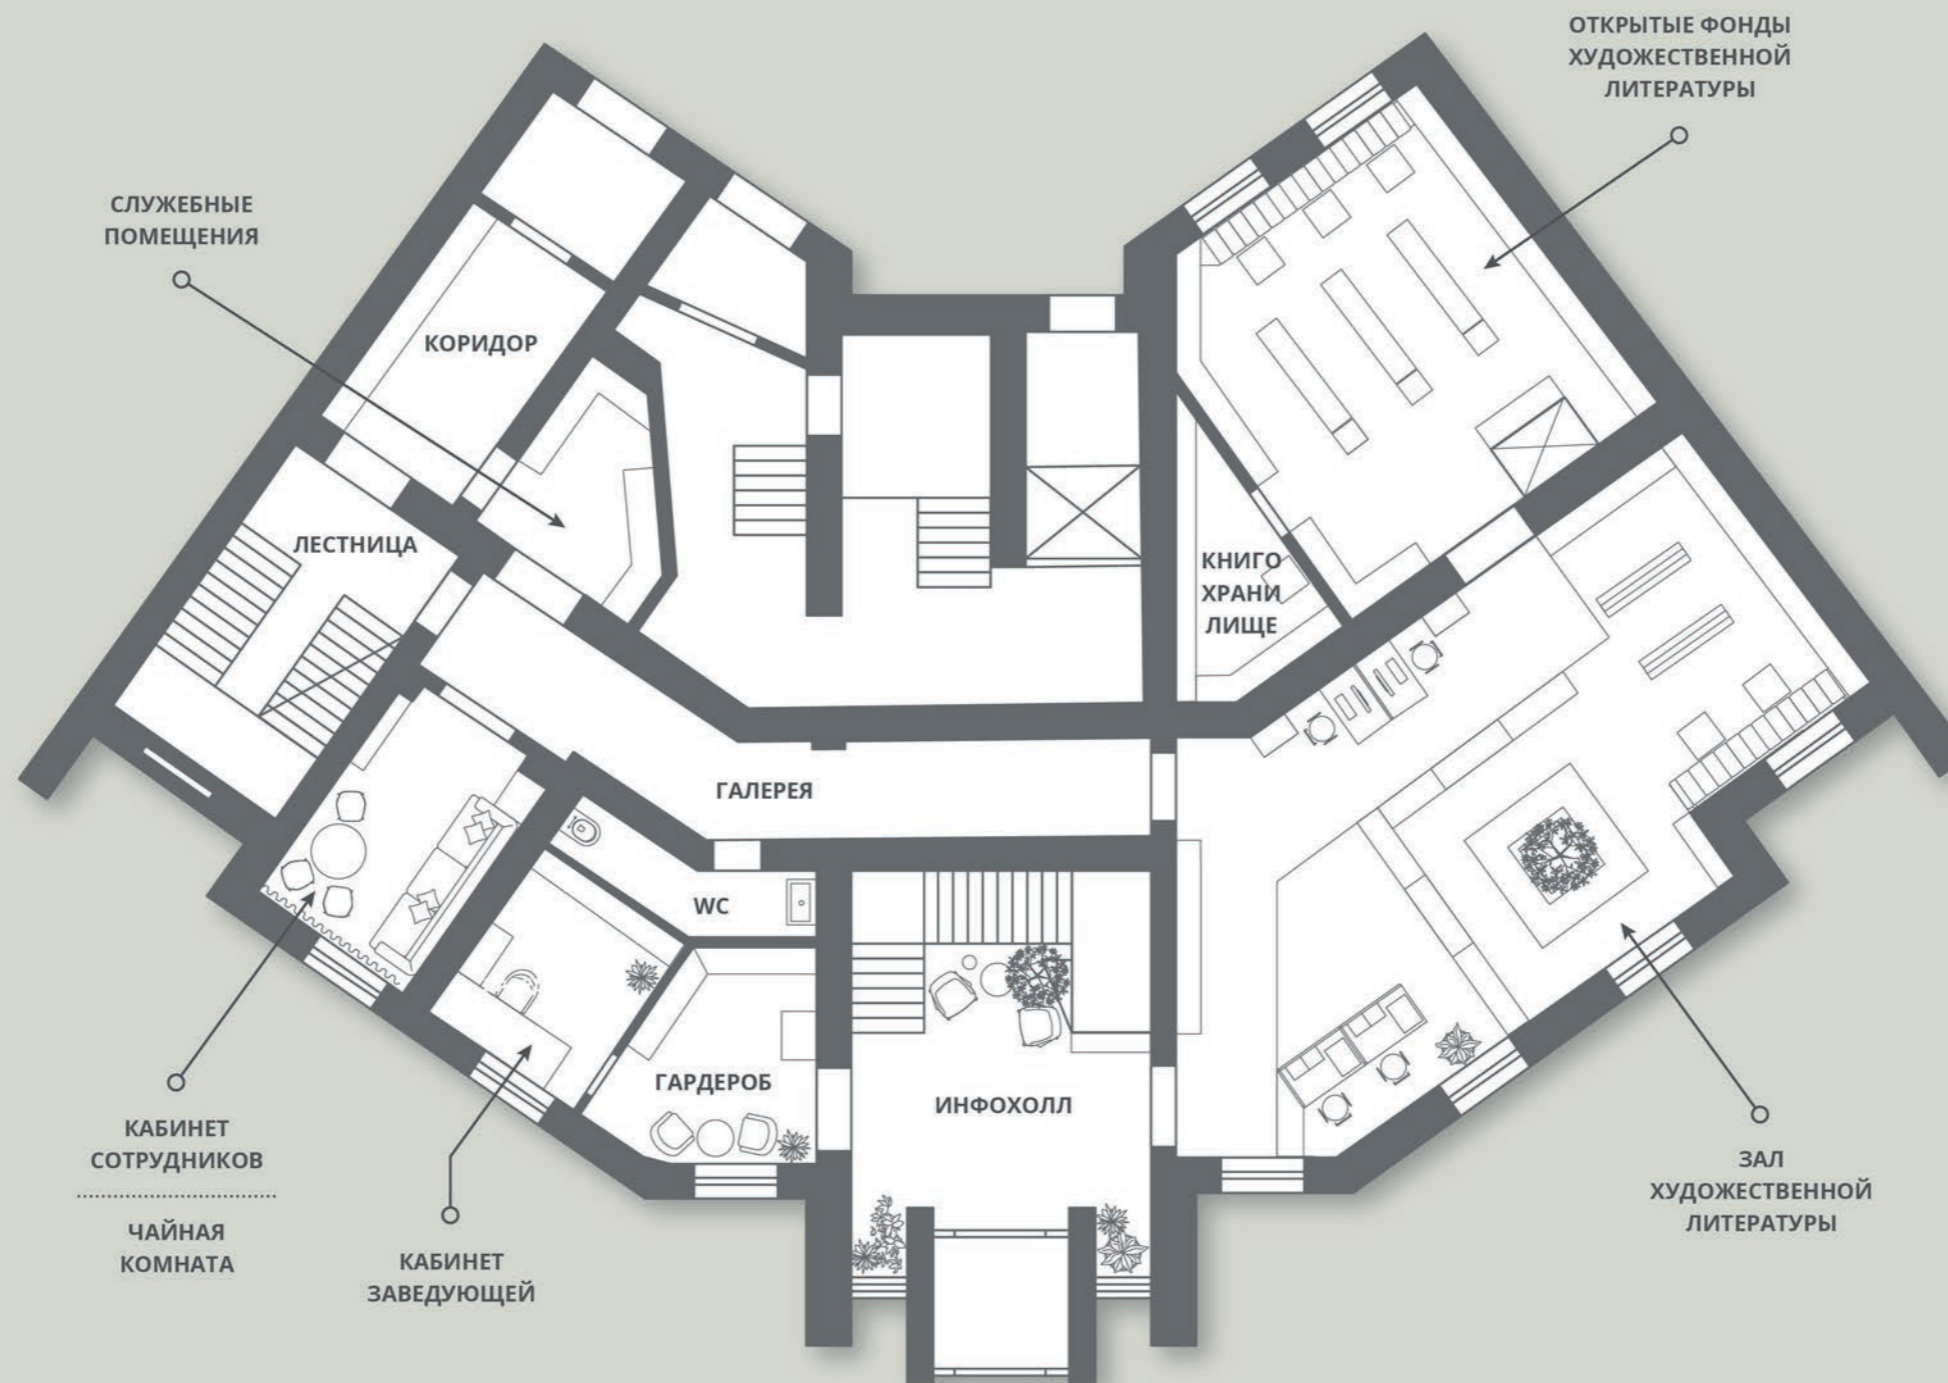 ОТКРЫТЫЕ ФОНДЫ
ХУДОЖЕСТВЕННОЙ
ЛИТЕРАТУРЫ
СЛУЖЕБНЫЕ
ПОМЕЩЕНИЯ
КОРИДОР
ЛЕСТНИЦА
КНИГО
ХРАНИ
ЛИЩЕ
ГАЛЕРЕЯ
WC
ГАРДЕРОБ
ИНФОХОЛЛ
КАБИНЕТ
СОТРУДНИКОВ
ЧАЙНАЯ
КОМНАТА
КАБИНЕТ
ЗАВЕДУЮЩЕЙ
ЗАЛ
ХУДОЖЕСТВЕННОЙ
ЛИТЕРАТУРЫ